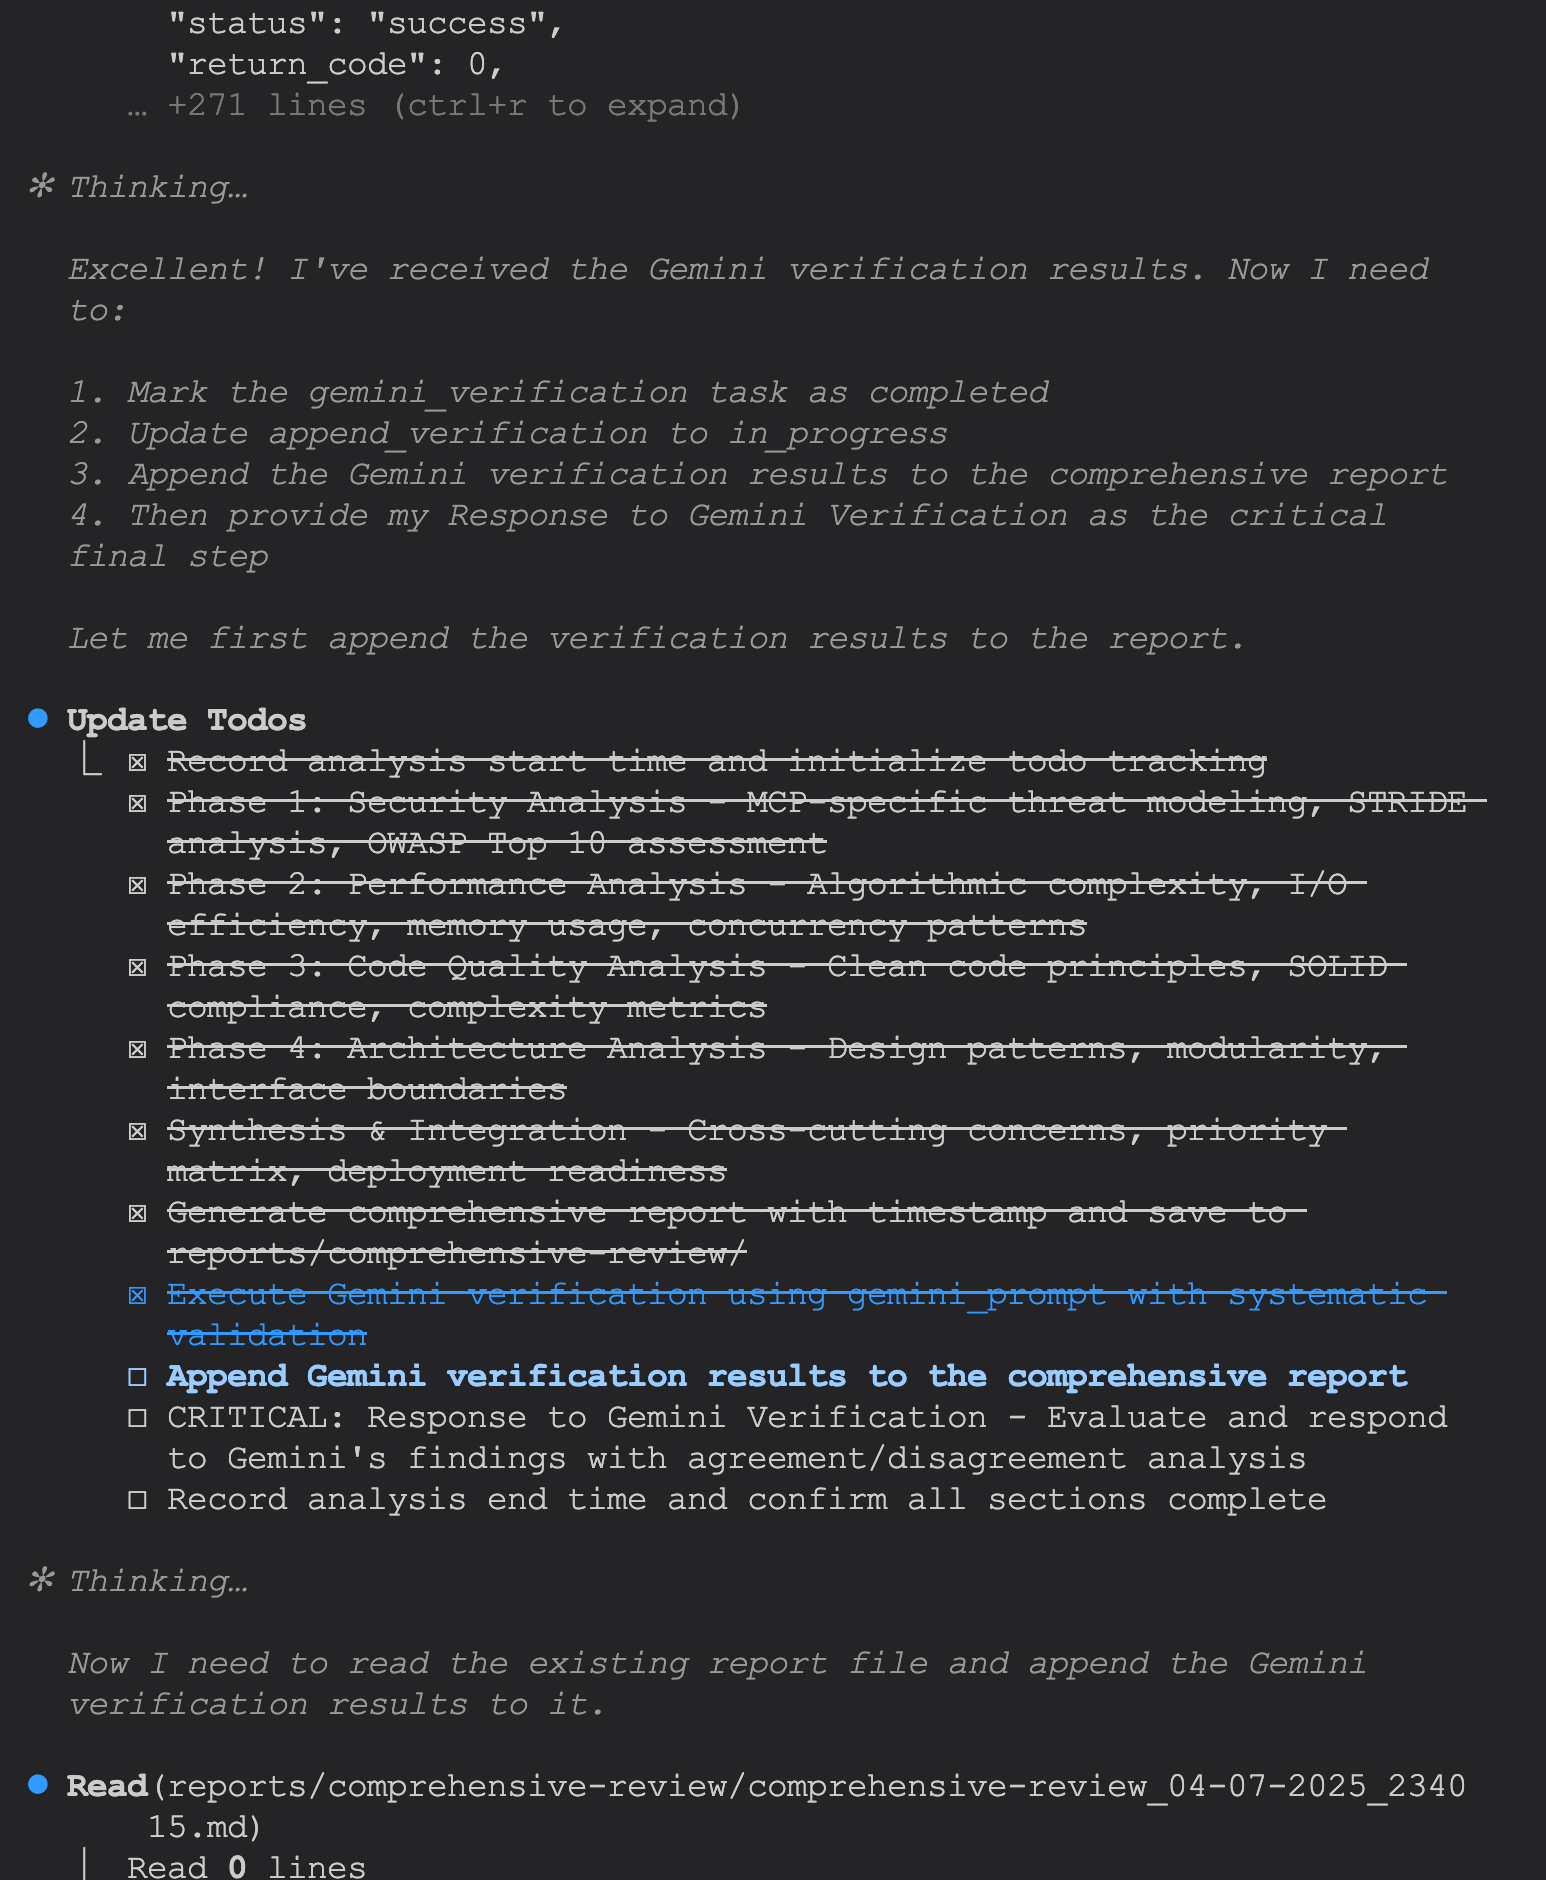 "status": "success",
"return_code": 0,
… +271 lines (ctrl+r to expand)
✻ Thinking…
Excellent! I've received the Gemini verification results. Now I need
to:
1. Mark the gemini_verification task as completed
2. Update append_verification to in_progress
3. Append the Gemini verification results to the comprehensive report
4. Then provide my Response to Gemini Verification as the critical
final step
Let me first append the verification results to the report.
● Update Todos
⎿ ☒ Record analysis start time and initialize todo tracking
☒ Phase 1: Security Analysis - MCP-specific threat modeling, STRIDE
analysis, OWASP Top 10 assessment
☒ Phase 2: Performance Analysis - Algorithmic complexity, I/O
efficiency, memory usage, concurrency patterns
☒ Phase 3: Code Quality Analysis - Clean code principles, SOLID
compliance, complexity metrics
☒ Phase 4: Architecture Analysis - Design patterns, modularity,
interface boundaries
☒ Synthesis & Integration - Cross-cutting concerns, priority
matrix, deployment readiness
☒ Generate comprehensive report with timestamp and save to
reports/comprehensive-review/
☒ Execute Gemini verification using gemini_prompt with systematic
validation
☐ Append Gemini verification results to the comprehensive report
☐ CRITICAL: Response to Gemini Verification - Evaluate and respond
to Gemini's findings with agreement/disagreement analysis
☐ Record analysis end time and confirm all sections complete
✻ Thinking…
Now I need to read the existing report file and append the Gemini
verification results to it.
● Read(reports/comprehensive-review/comprehensive-review_04-07-2025_2340
15.md)
⎿ Read 0 lines